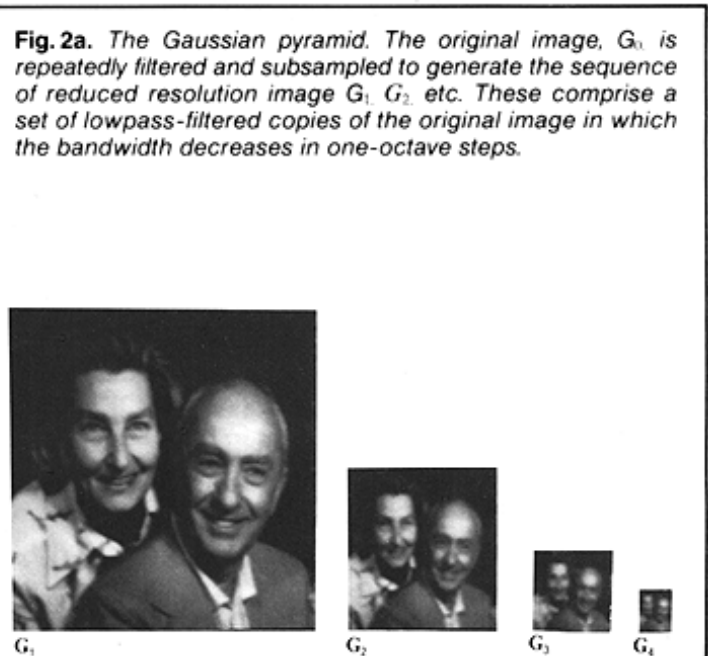 Fig. 2a. The Gaussian pyramid. The original image, G₀, is
repeatedly filtered and subsampled to generate the sequence
of reduced resolution image G₁, G₂, etc. These comprise a
set of lowpass-filtered copies of the original image in which
the bandwidth decreases in one-octave steps.
G₁ G₂ G₃ G₄